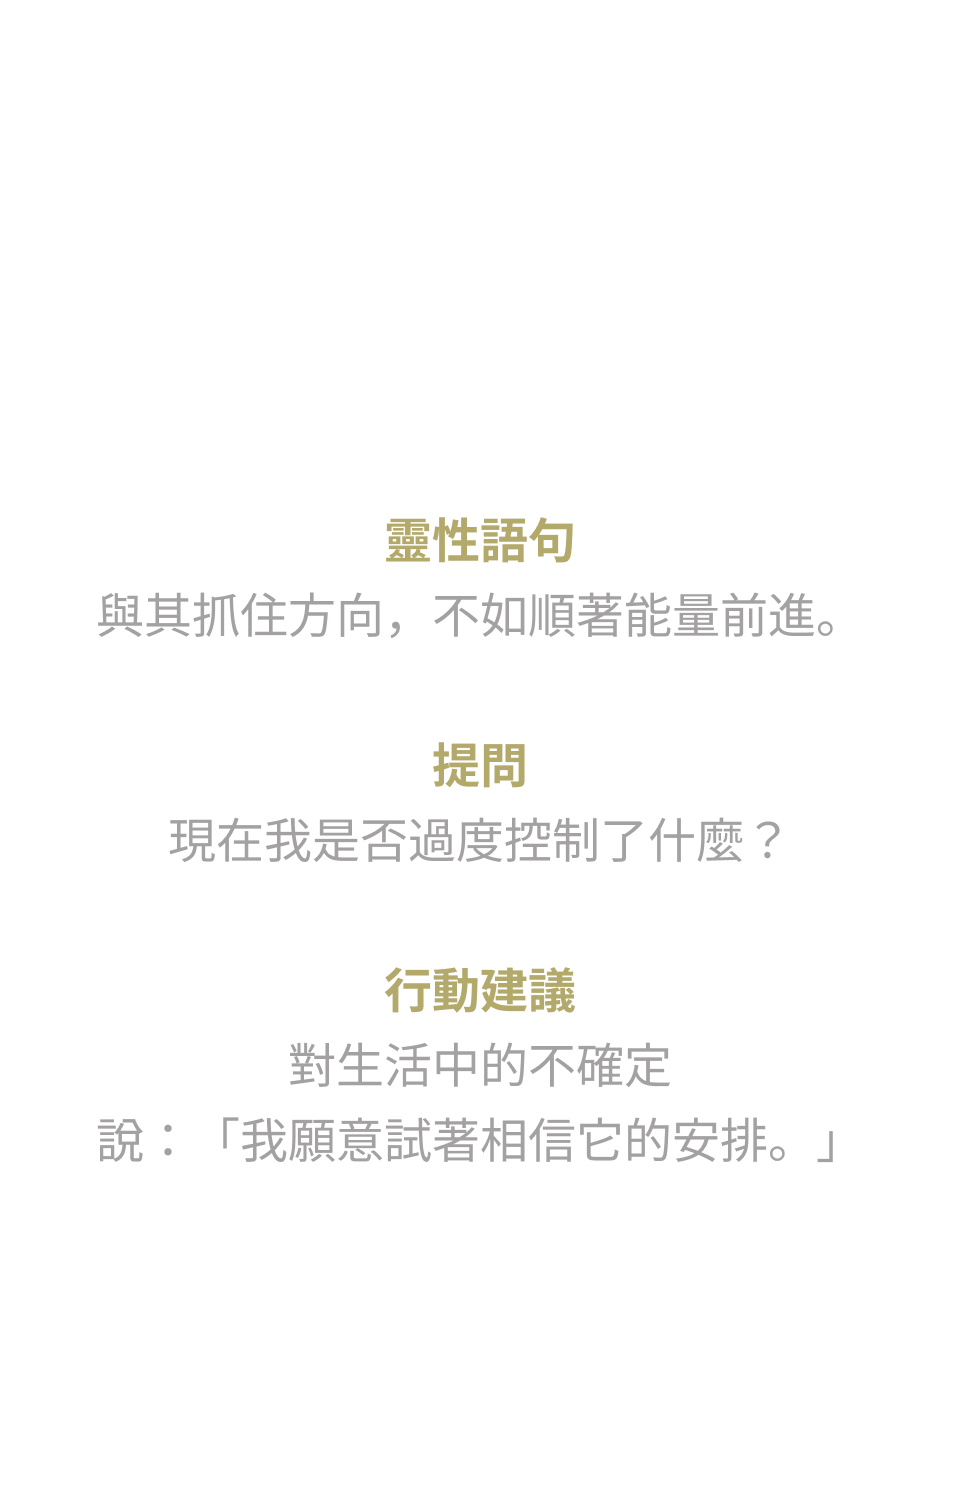 靈性語句
與其抓住方向，不如順著能量前進。
提問
現在我是否過度控制了什麼？
行動建議
對生活中的不確定
說：「我願意試著相信它的安排。」